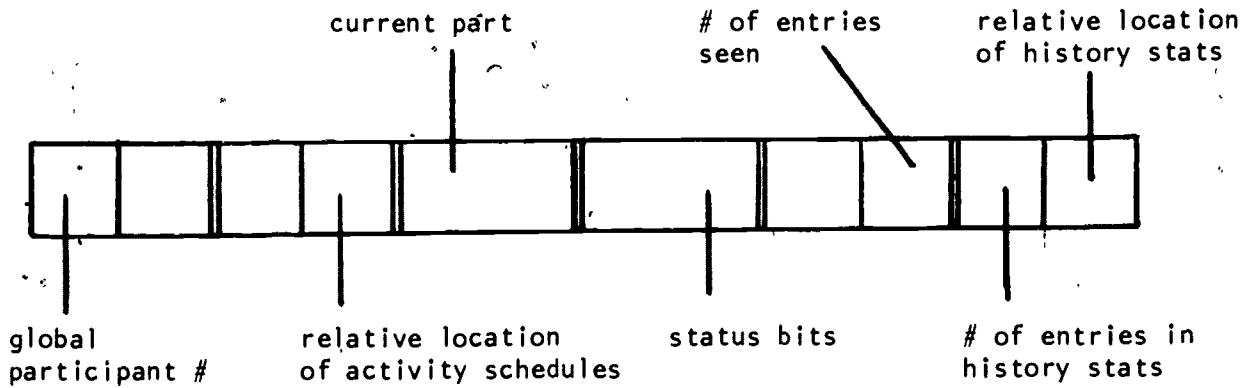 current part
# of entries
seen
relative location
of history stats
global
participant #
relative location
of activity schedules
status bits
# of entries in
history stats